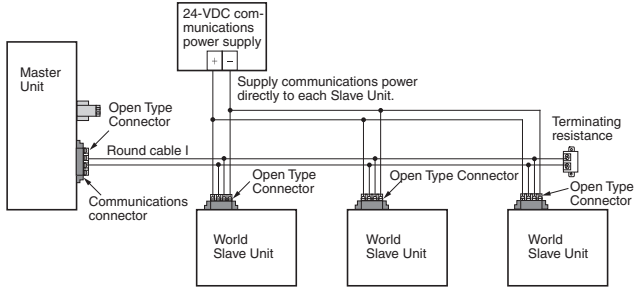 24-VDC com-
munications
power supply
+ −
Master
Unit
Supply communications power
directly to each Slave Unit.
Open Type
Connector
Terminating
resistance
Round cable I
Open Type
Connector
Open Type Connector
Open Type
Connector
Communications
connector
World
Slave Unit
World
Slave Unit
World
Slave Unit